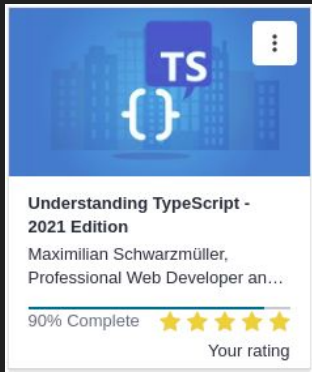 TS
{}
Understanding TypeScript -
2021 Edition
Maximilian Schwarzmüller,
Professional Web Developer an...
90% Complete
Your rating